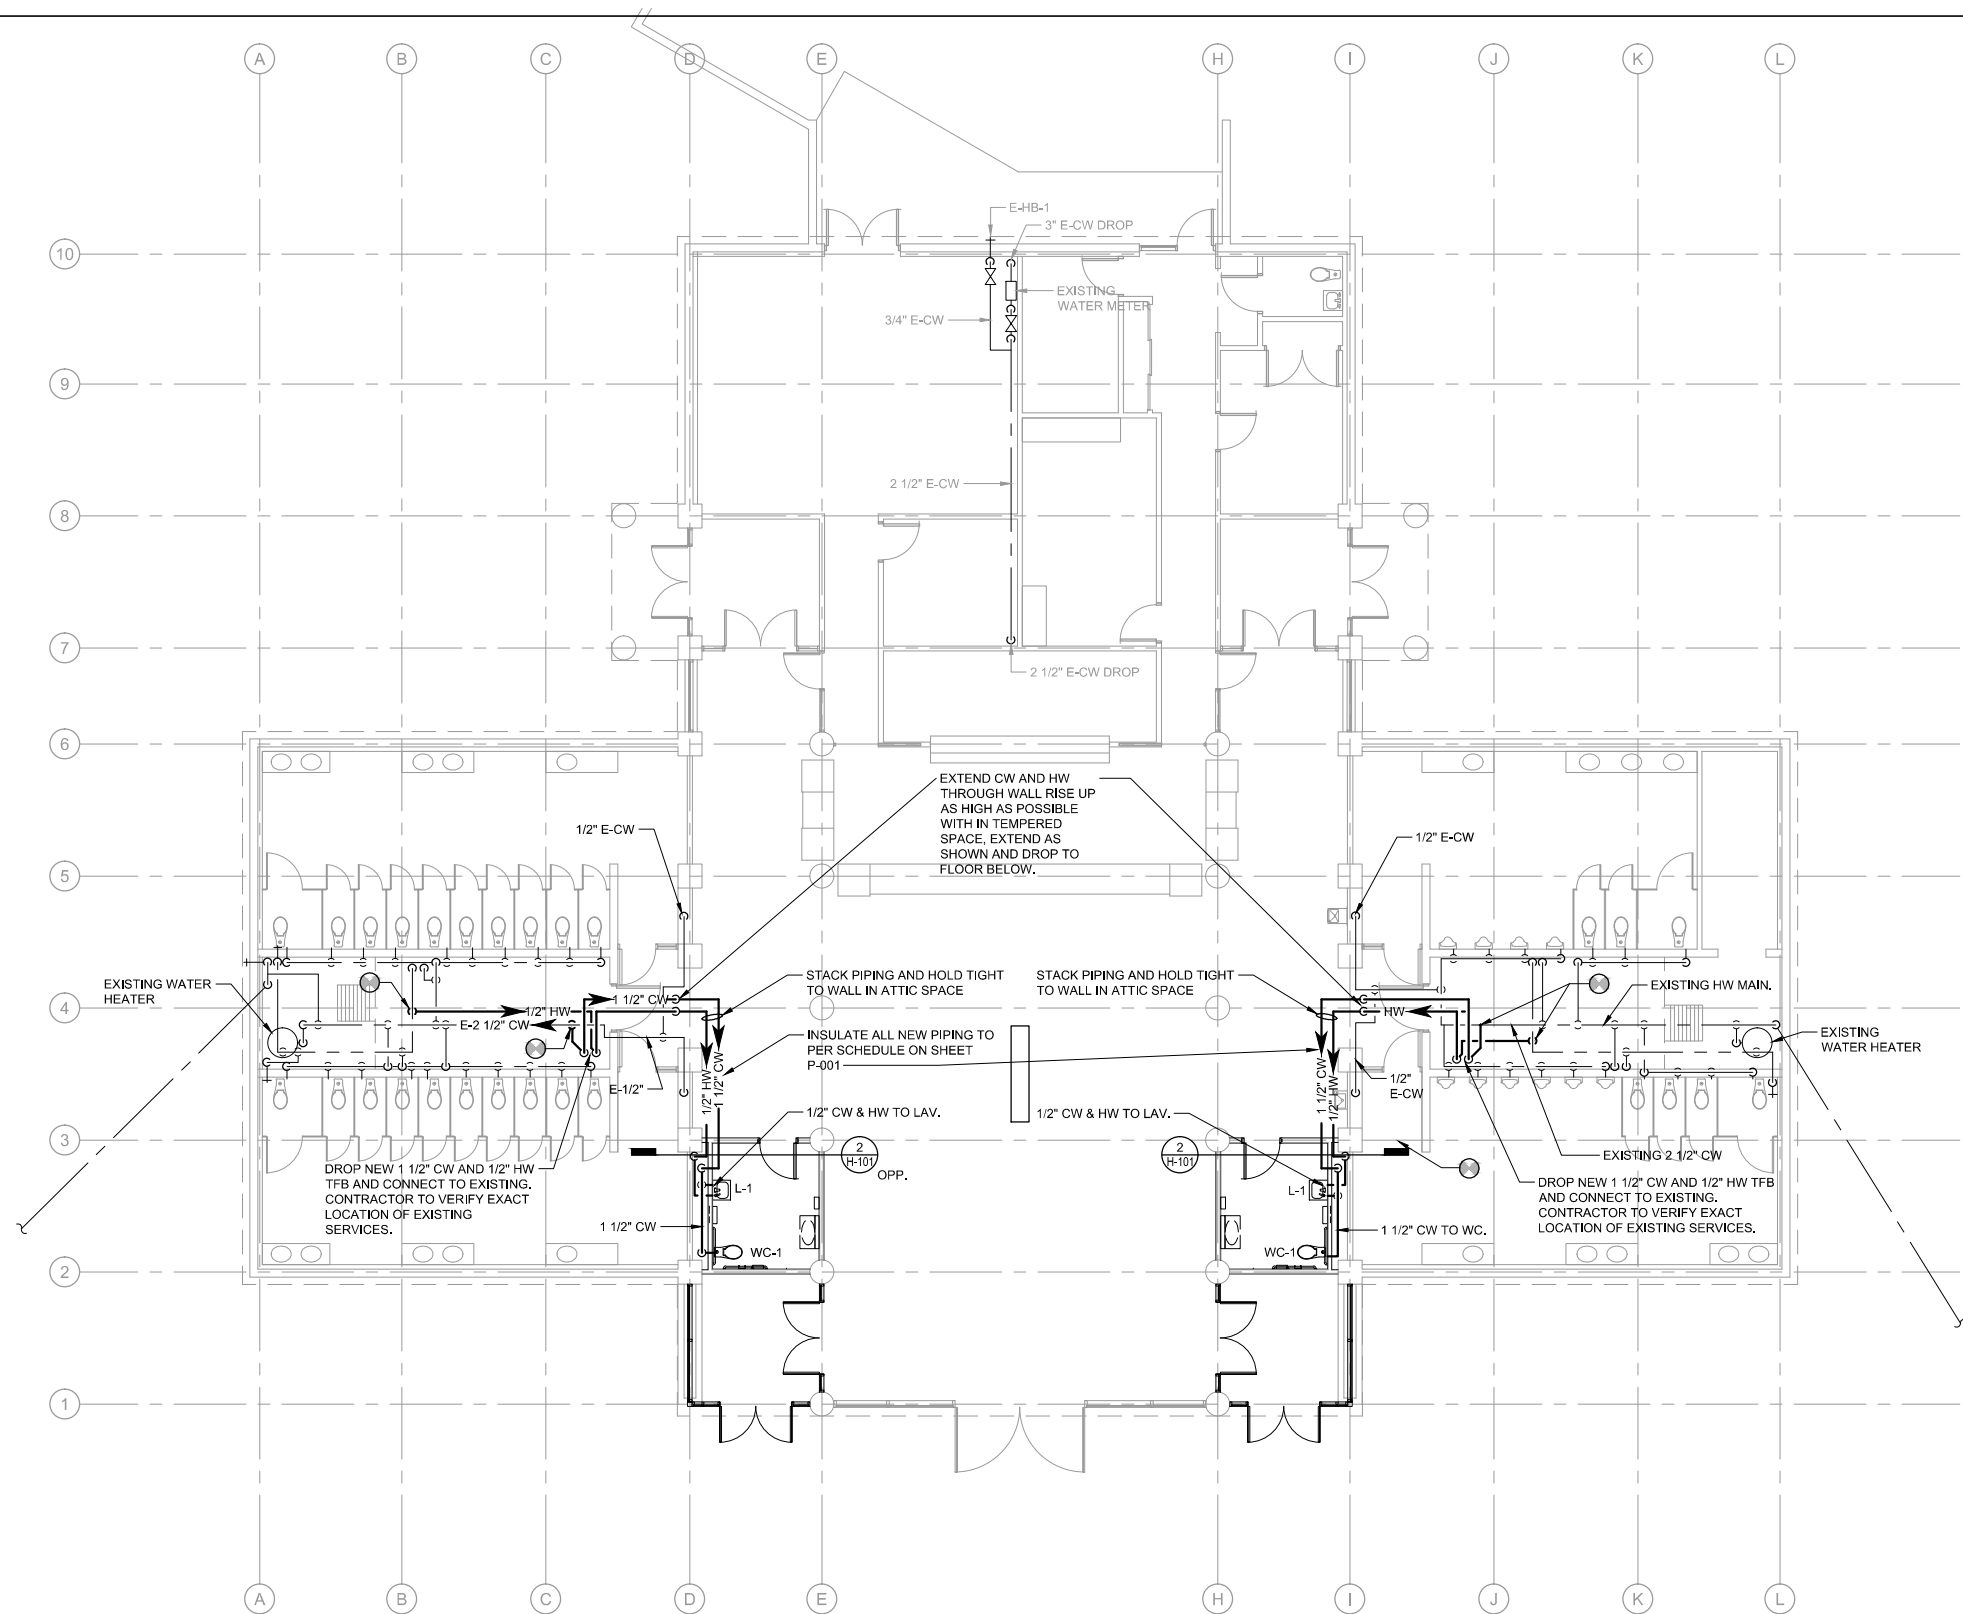 A
B
C
D
E
H
I
J
K
L
E-HB-1
3" E-CW DROP
10
EXISTING
WATER METER
3/4" E-CW
9
2 1/2" E-CW
8
7
2 1/2" E-CW DROP
6
EXTEND CW AND HW
THROUGH WALL RISE UP
AS HIGH AS POSSIBLE
WITH IN TEMPERED
SPACE, EXTEND AS
SHOWN AND DROP TO
FLOOR BELOW.
1/2" E-CW
1/2" E-CW
5
EXISTING WATER
HEATER
STACK PIPING AND HOLD TIGHT
TO WALL IN ATTIC SPACE
STACK PIPING AND HOLD TIGHT
TO WALL IN ATTIC SPACE
EXISTING HW MAIN.
4
1 1/2" CW
1/2" HW
E-2 1/2" CW
HW
INSULATE ALL NEW PIPING TO
PER SCHEDULE ON SHEET
P-001
EXISTING
WATER HEATER
E-1/2"
1/2" HW
1 1/2" CW
1 1/2" CW
1/2" HW
1/2"
E-CW
1/2" CW & HW TO LAV.
1/2" CW & HW TO LAV.
3
2
H-101
OPP.
2
H-101
EXISTING 2 1/2" CW
DROP NEW 1 1/2" CW AND 1/2" HW
TFB AND CONNECT TO EXISTING.
CONTRACTOR TO VERIFY EXACT
LOCATION OF EXISTING
SERVICES.
L-1
L-1
DROP NEW 1 1/2" CW AND 1/2" HW TFB
AND CONNECT TO EXISTING.
CONTRACTOR TO VERIFY EXACT
LOCATION OF EXISTING SERVICES.
1 1/2" CW
1 1/2" CW TO WC.
WC-1
WC-1
2
1
A
B
C
D
E
H
I
J
K
L